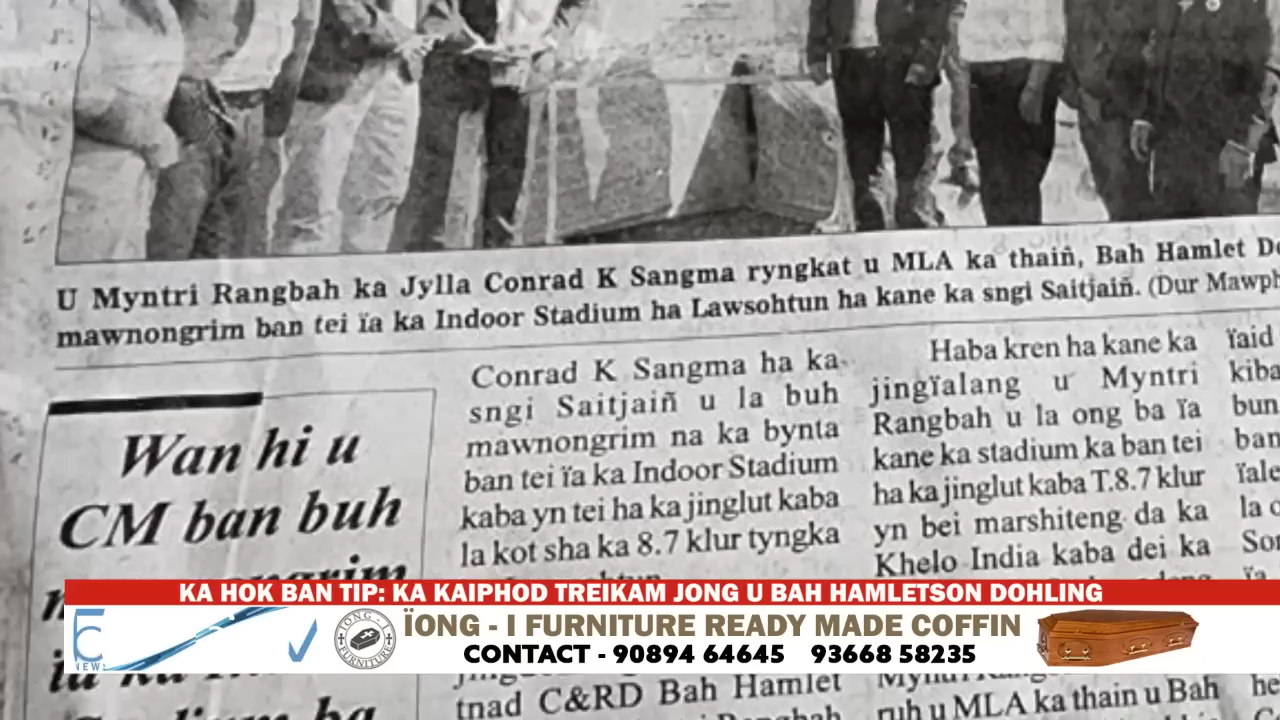 U Myntri Rangbah ka Jylla Conrad K Sangma ryngkat u MLA ka thaiñ, Bah Hamlet
mawnongrim ban tei ïa ka Indoor Stadium ha Lawsohtun ha kane ka sngi Saitjaiñ. (Dur
Wan hi u
CM ban buh
Conrad K Sangma ha ka
sngi Saitjaiñ u la buh
mawnongrim na ka bynta
ban tei ïa ka Indoor Stadium
kaba yn tei ha ka jinglut kaba
la kot sha ka 8.7 klur tyngka
tnad C&RD Bah Hamlet
Haba kren ha kane ka
jingïalang u Myntri
Rangbah u la ong ba ïa
kane ka stadium ka ban tei
ha ka jinglut kaba T.8.7 klur
yn bei marshiteng da ka
Khelo India kaba dei ka
ruh u MLA ka thain u Bah
ïaid
KA HOK BAN TIP: KA KAIPHOD TREIKAM JONG U BAH HAMLETSON DOHLING
NEWS
ÏONG - I FURNITURE
ÏONG - I FURNITURE READY MADE COFFIN
CONTACT - 90894 64645 93668 58235